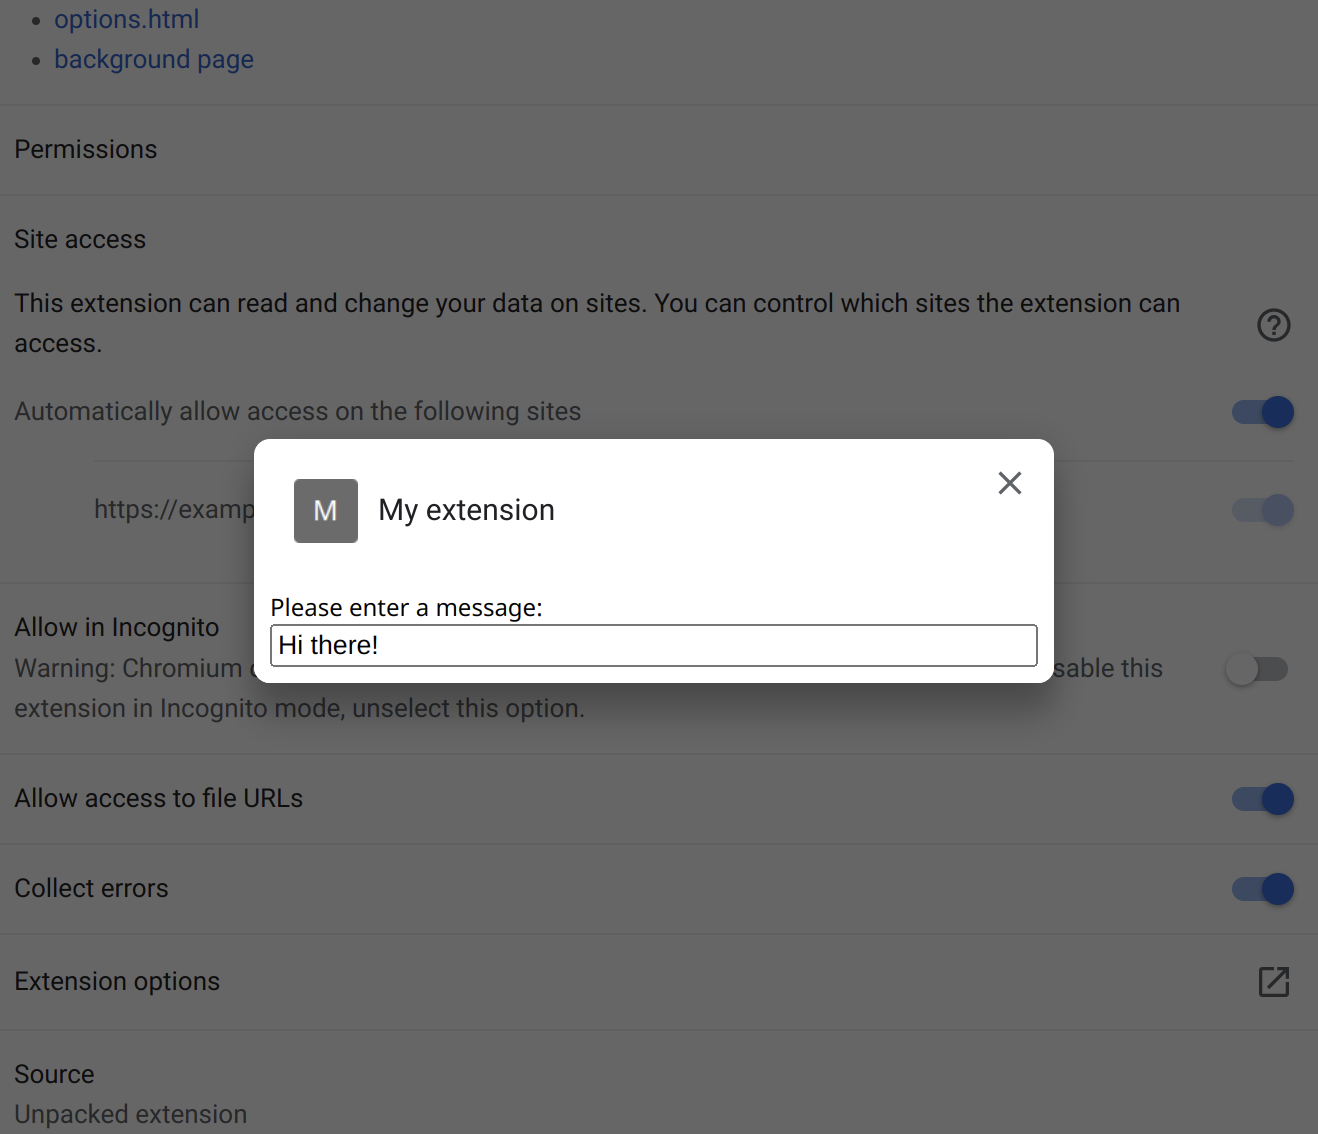 options.html
background page
Permissions
Site access
This extension can read and change your data on sites. You can control which sites the extension can
access.
Automatically allow access on the following sites
https://examp
M
My extension
Please enter a message:
Hi there!
Allow in Incognito
Warning: Chromium
sable this
extension in Incognito mode, unselect this option.
Allow access to file URLs
Collect errors
Extension options
Source
Unpacked extension